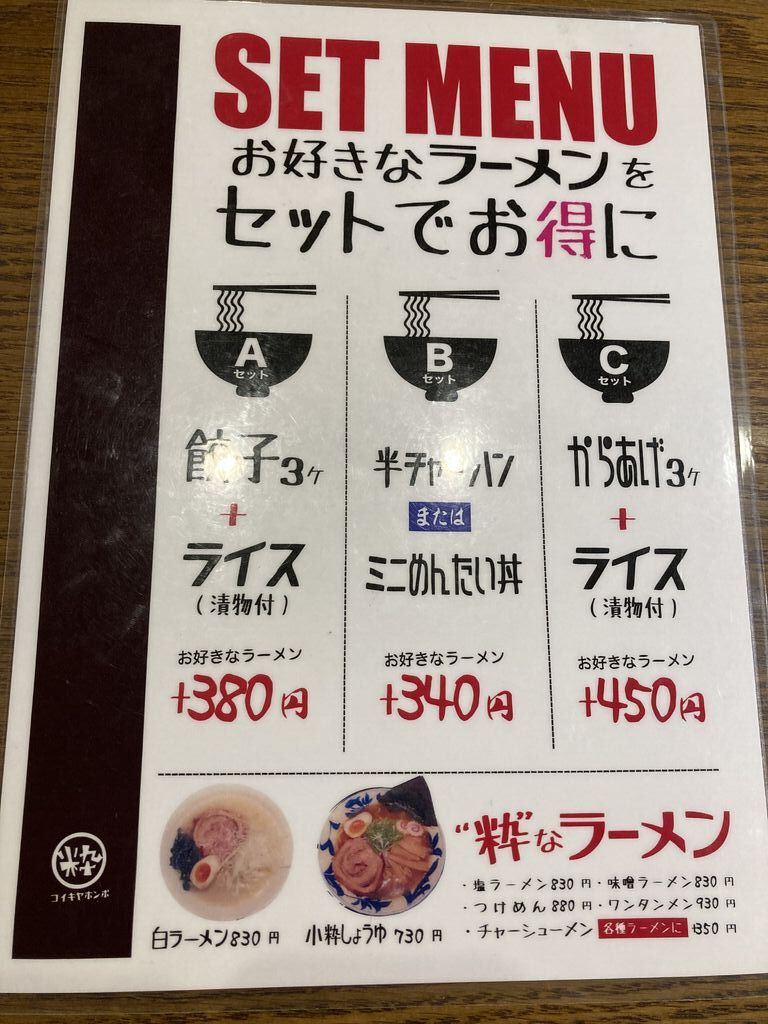 SET MENU
お好きなラーメンを
セットでお得に
A
セット
餃子3ケ
+
ライス
(漬物付)
お好きなラーメン
+380円
B
セット
半チャーハン
または
ミニめんたい丼
お好きなラーメン
+340円
C
セット
からあげ3ケ
+
ライス
(漬物付)
お好きなラーメン
+450円
粋
コイキヤホンポ
白ラーメン830円
小粋しょうゆ 730円
“粋”なラーメン
・塩ラーメン830円・味噌ラーメン830円
・つけめん 880円・ワンタンメン930円
・チャーシューメン 各種ラーメンに +350円